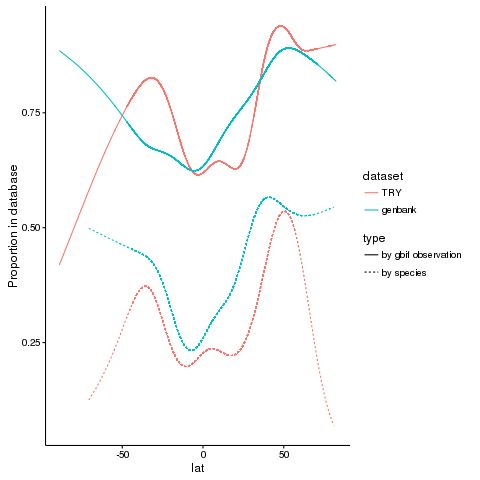 0.75
0.50
0.25
Proportion in database
-50
0
50
lat
dataset
TRY
genbank
type
by gbif observation
by species